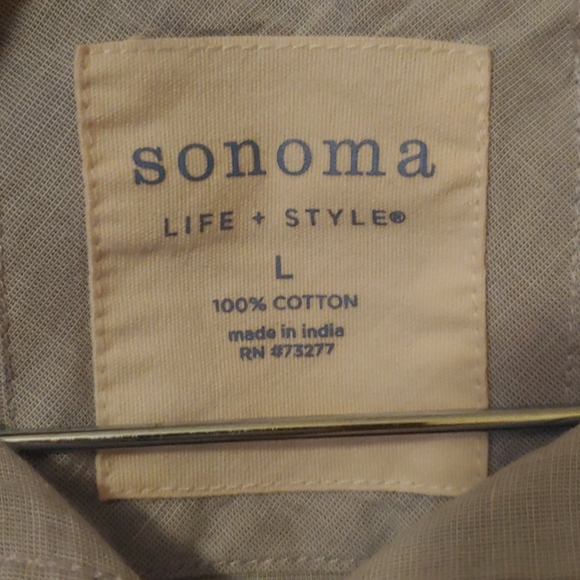 sonoma
LIFE + STYLE®
L
100% COTTON
made in india
RN #73277